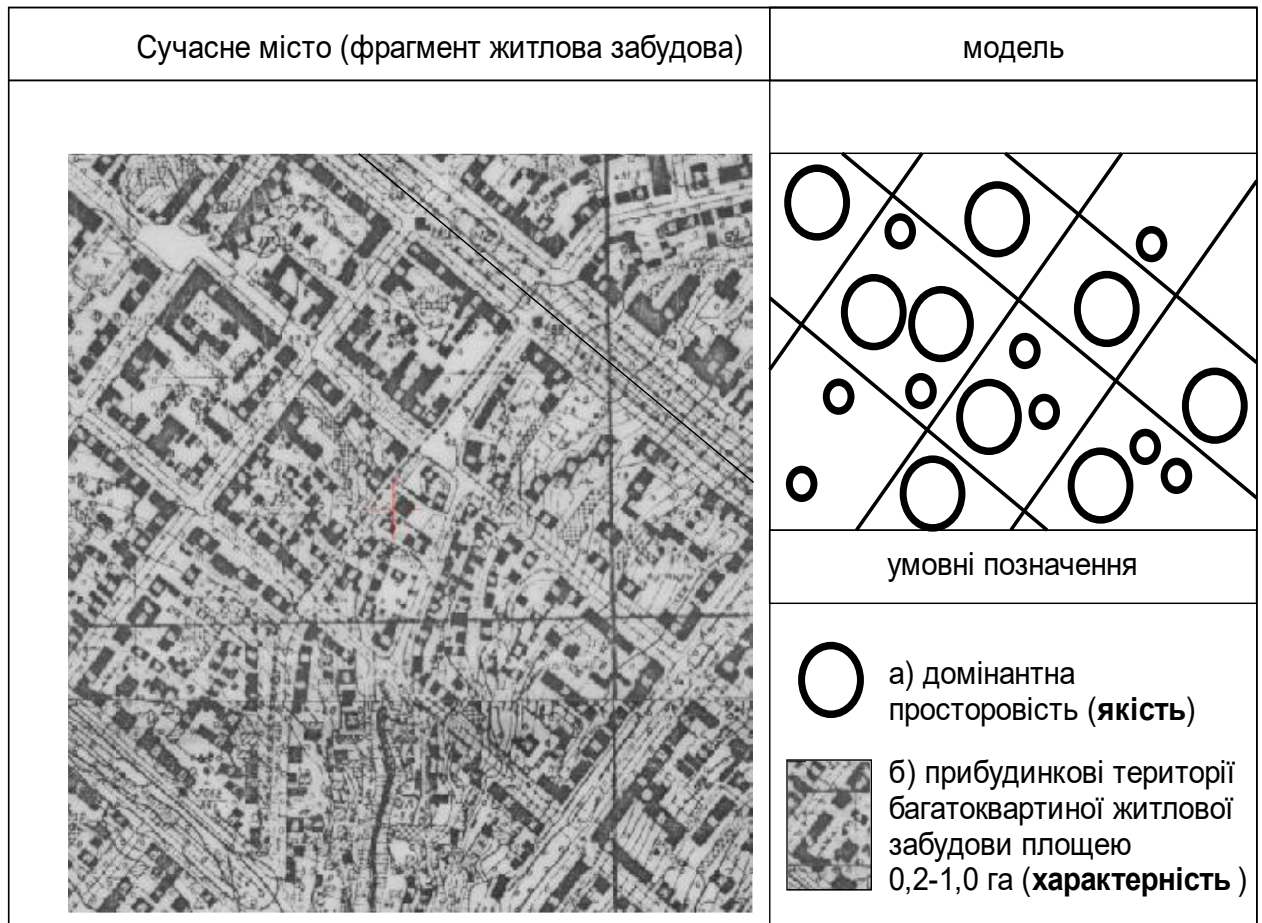 Сучасне місто (фрагмент житлова забудова)
модель
умовні позначення
а) домінантна
просторовість (якість)
б) прибудинкові території
багатоквартиної житлової
забудови площею
0,2-1,0 га (характерність )